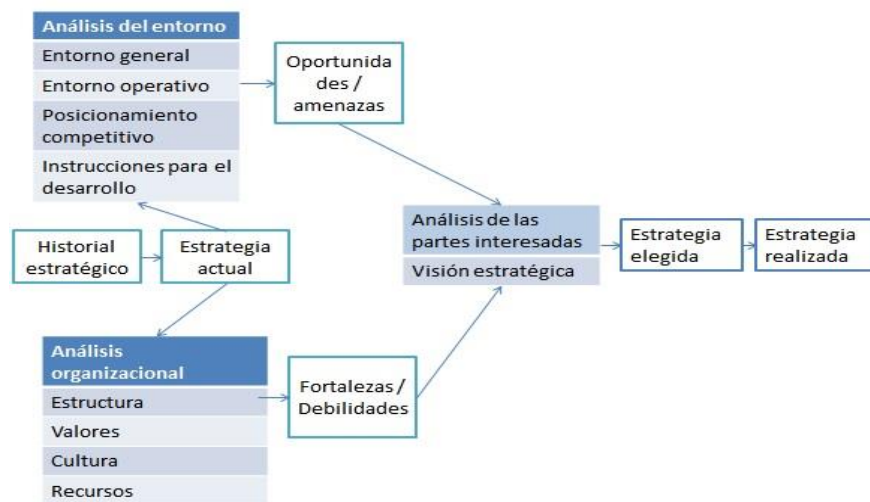 Análisis del entorno
Entorno general
Entorno operativo
Posicionamiento
competitivo
Instrucciones para el
desarrollo
Oportunida
des /
amenazas
Historial
estratégico
Estrategia
actual
Análisis de las
partes interesadas
Visión estratégica
Estrategia
elegida
Estrategia
realizada
Análisis
organizacional
Estructura
Valores
Cultura
Recursos
Fortalezas /
Debilidades